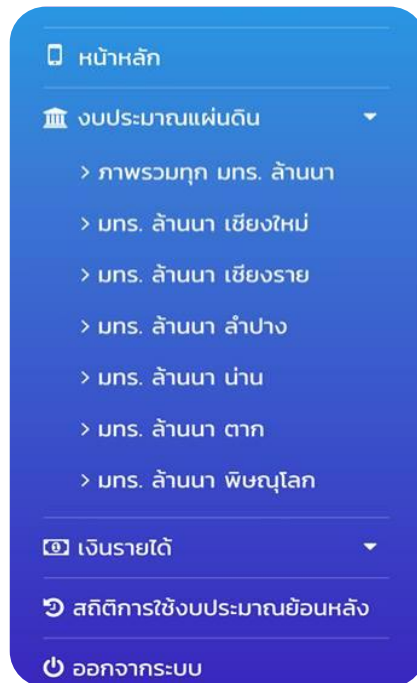 หน้าหลัก
งบประมาณแผ่นดิน
> ภาพรวมทุก มทร. ล้านนา
> มทร. ล้านนา เชียงใหม่
> มทร. ล้านนา เชียงราย
> มทร. ล้านนา ลำปาง
> มทร. ล้านนา น่าน
> มทร. ล้านนา ตาก
> มทร. ล้านนา พิษณุโลก
เงินรายได้
สถิติการใช้งบประมาณย้อนหลัง
ออกจากระบบ